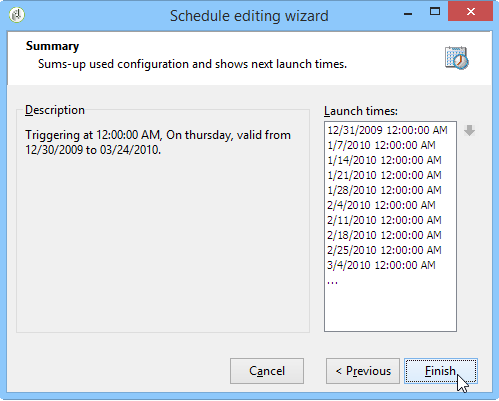 Schedule editing wizard
Summary
Sums-up used configuration and shows next launch times.
Description
Triggering at 12:00:00 AM, On thursday, valid from
12/30/2009 to 03/24/2010.
Launch times:
12/31/2009 12:00:00 AM
1/7/2010 12:00:00 AM
1/14/2010 12:00:00 AM
1/21/2010 12:00:00 AM
1/28/2010 12:00:00 AM
2/4/2010 12:00:00 AM
2/11/2010 12:00:00 AM
2/18/2010 12:00:00 AM
2/25/2010 12:00:00 AM
3/4/2010 12:00:00 AM
...
Cancel
< Previous
Finish